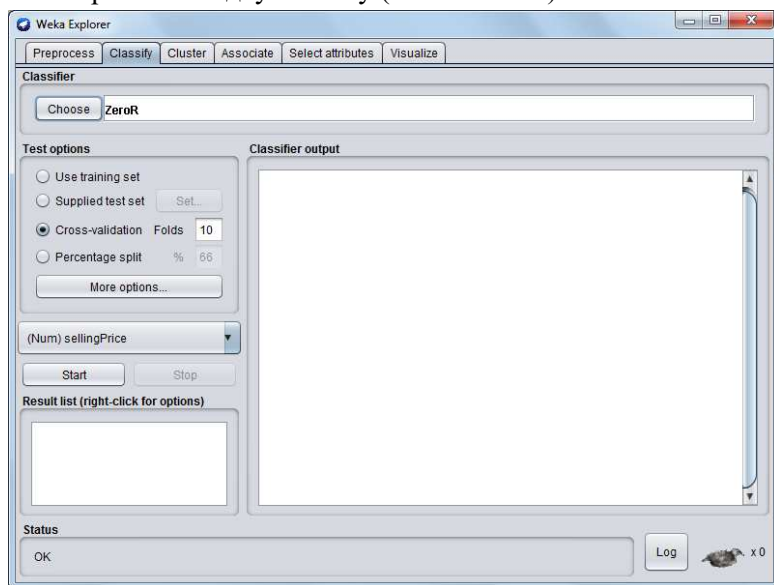 Weka Explorer
Preprocess Classify Cluster Associate Select attributes Visualize
Classifier
Choose ZeroR
Test options
Use training set
Supplied test set Set...
Cross-validation Folds 10
Percentage split % 66
More options...
(Num) sellingPrice
Start Stop
Result list (right-click for options)
Classifier output
Status
OK
Log x 0